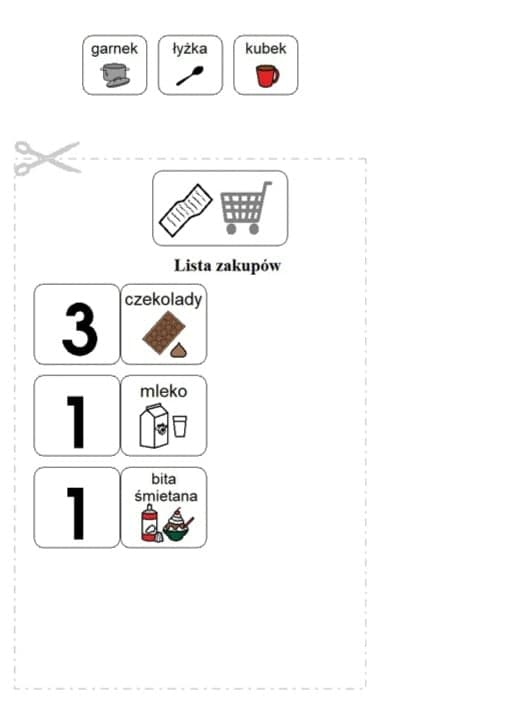 garnek łyżka kubek
Lista zakupów
3 czekolady
1 mleko
1 bita
śmietana